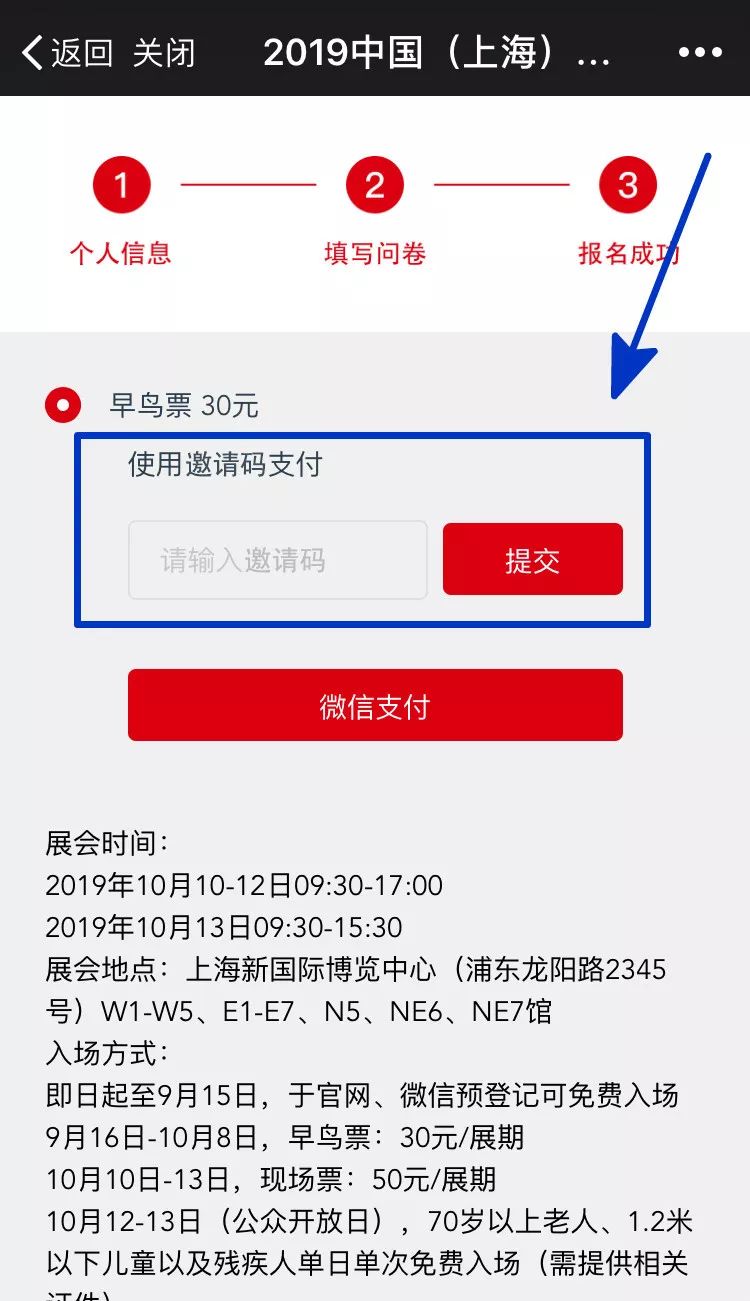 返回 关闭 2019中国（上海）...
1 2 3
个人信息 填写问卷 报名成功
早鸟票 30元
使用邀请码支付
请输入邀请码 提交
微信支付
展会时间：
2019年10月10-12日09:30-17:00
2019年10月13日09:30-15:30
展会地点：上海新国际博览中心（浦东龙阳路2345
号）W1-W5、E1-E7、N5、NE6、NE7馆
入场方式：
即日起至9月15日，于官网、微信预登记可免费入场
9月16日-10月8日，早鸟票：30元/展期
10月10日-13日，现场票：50元/展期
10月12-13日（公众开放日），70岁以上老人、1.2米
以下儿童以及残疾人单日单次免费入场（需提供相关
证件）